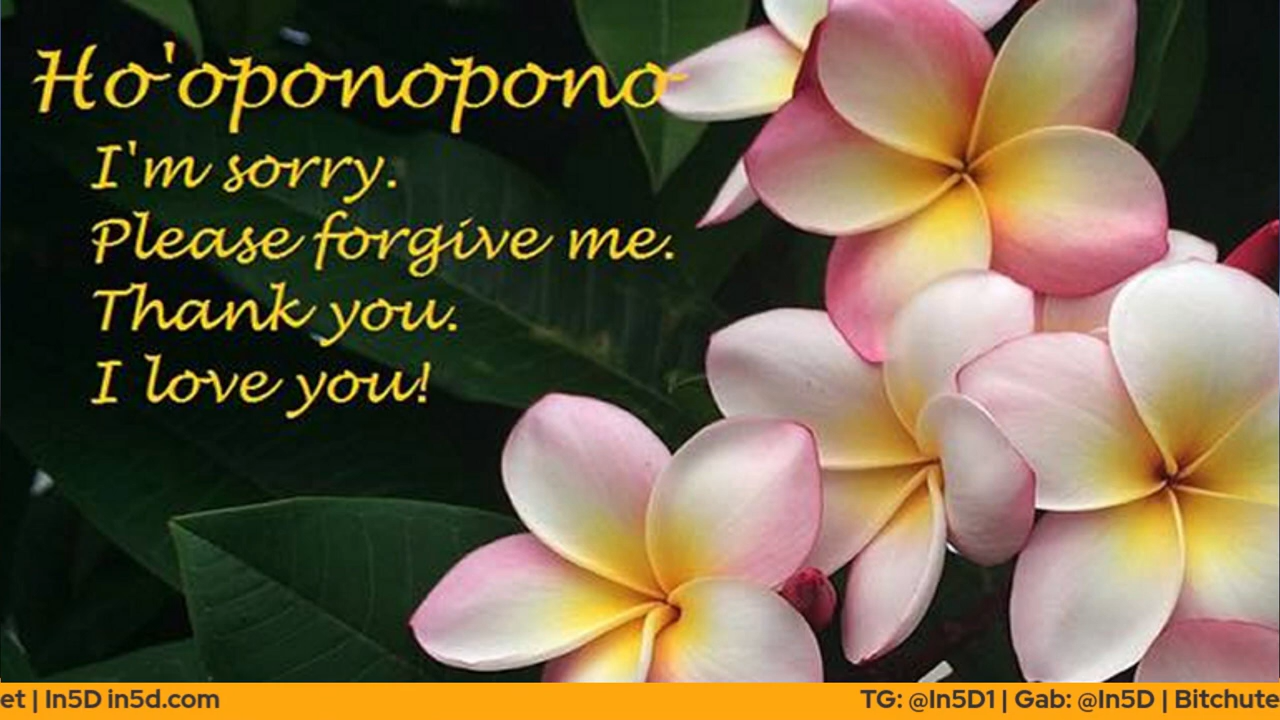 Ho'oponopono
I'm sorry.
Please forgive me.
Thank you.
I love you!
et | In5D in5d.com
TG: @In5D1 | Gab: @In5D | Bitchute